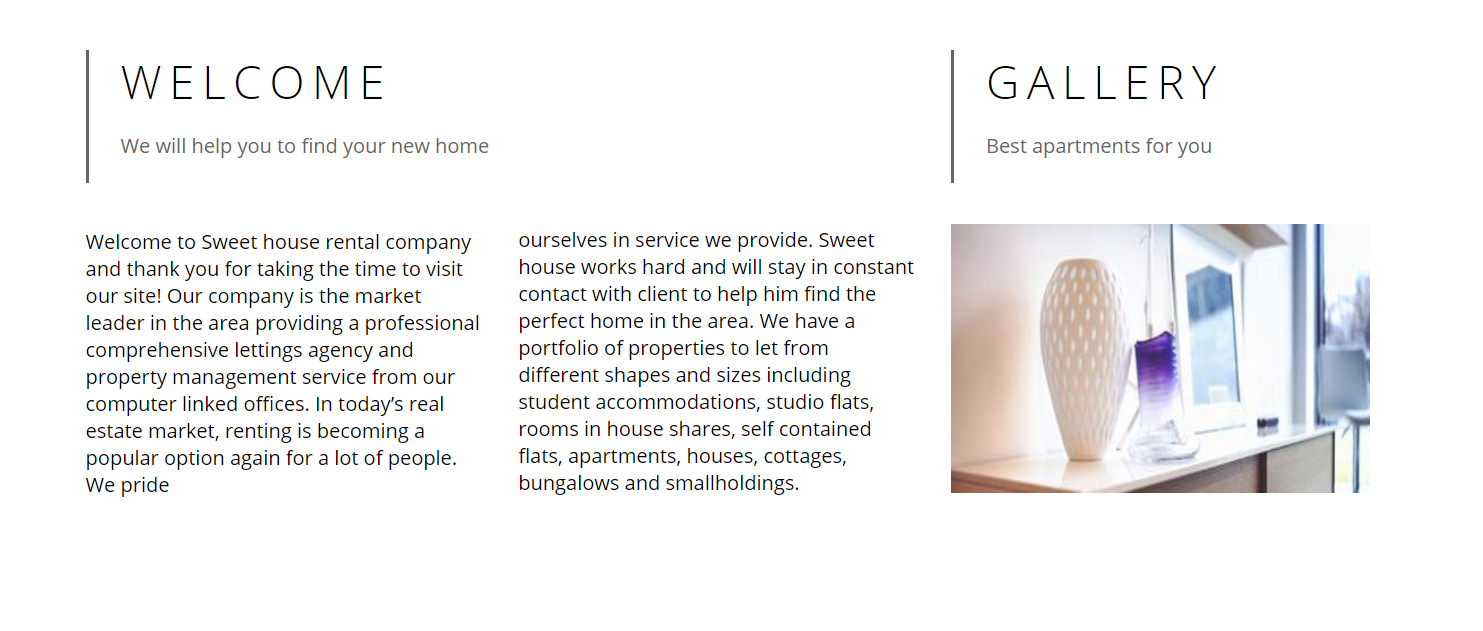 WELCOME
We will help you to find your new home
Welcome to Sweet house rental company
and thank you for taking the time to visit
our site! Our company is the market
leader in the area providing a professional
comprehensive lettings agency and
property management service from our
computer linked offices. In today’s real
estate market, renting is becoming a
popular option again for a lot of people.
We pride
ourselves in service we provide. Sweet
house works hard and will stay in constant
contact with client to help him find the
perfect home in the area. We have a
portfolio of properties to let from
different shapes and sizes including
student accommodations, studio flats,
rooms in house shares, self contained
flats, apartments, houses, cottages,
bungalows and smallholdings.
GALLERY
Best apartments for you